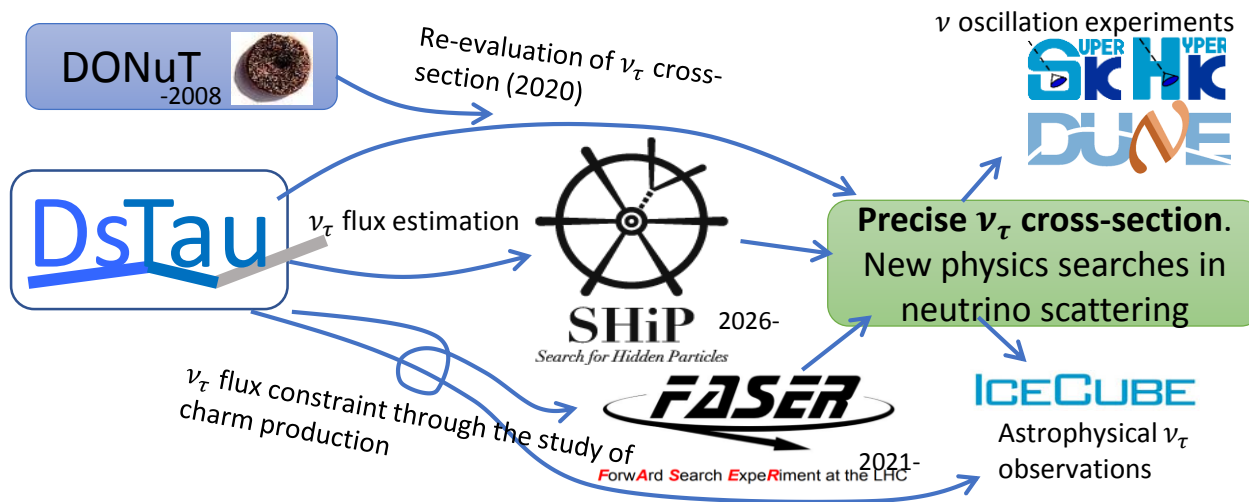 DONuT
-2008
Re-evaluation of ν_τ cross-
section (2020)
ν oscillation experiments
SUPER
K
HYPER
K
DUNE
DsTau
ν_τ flux estimation
SHiP
Search for Hidden Particles
2026-
Precise ν_τ cross-section.
New physics searches in
neutrino scattering
ν_τ flux constraint through the study of
charm production
FASER
2021-
ForwArd Search ExpeRiment at the LHC
ICECUBE
Astrophysical ν_τ
observations